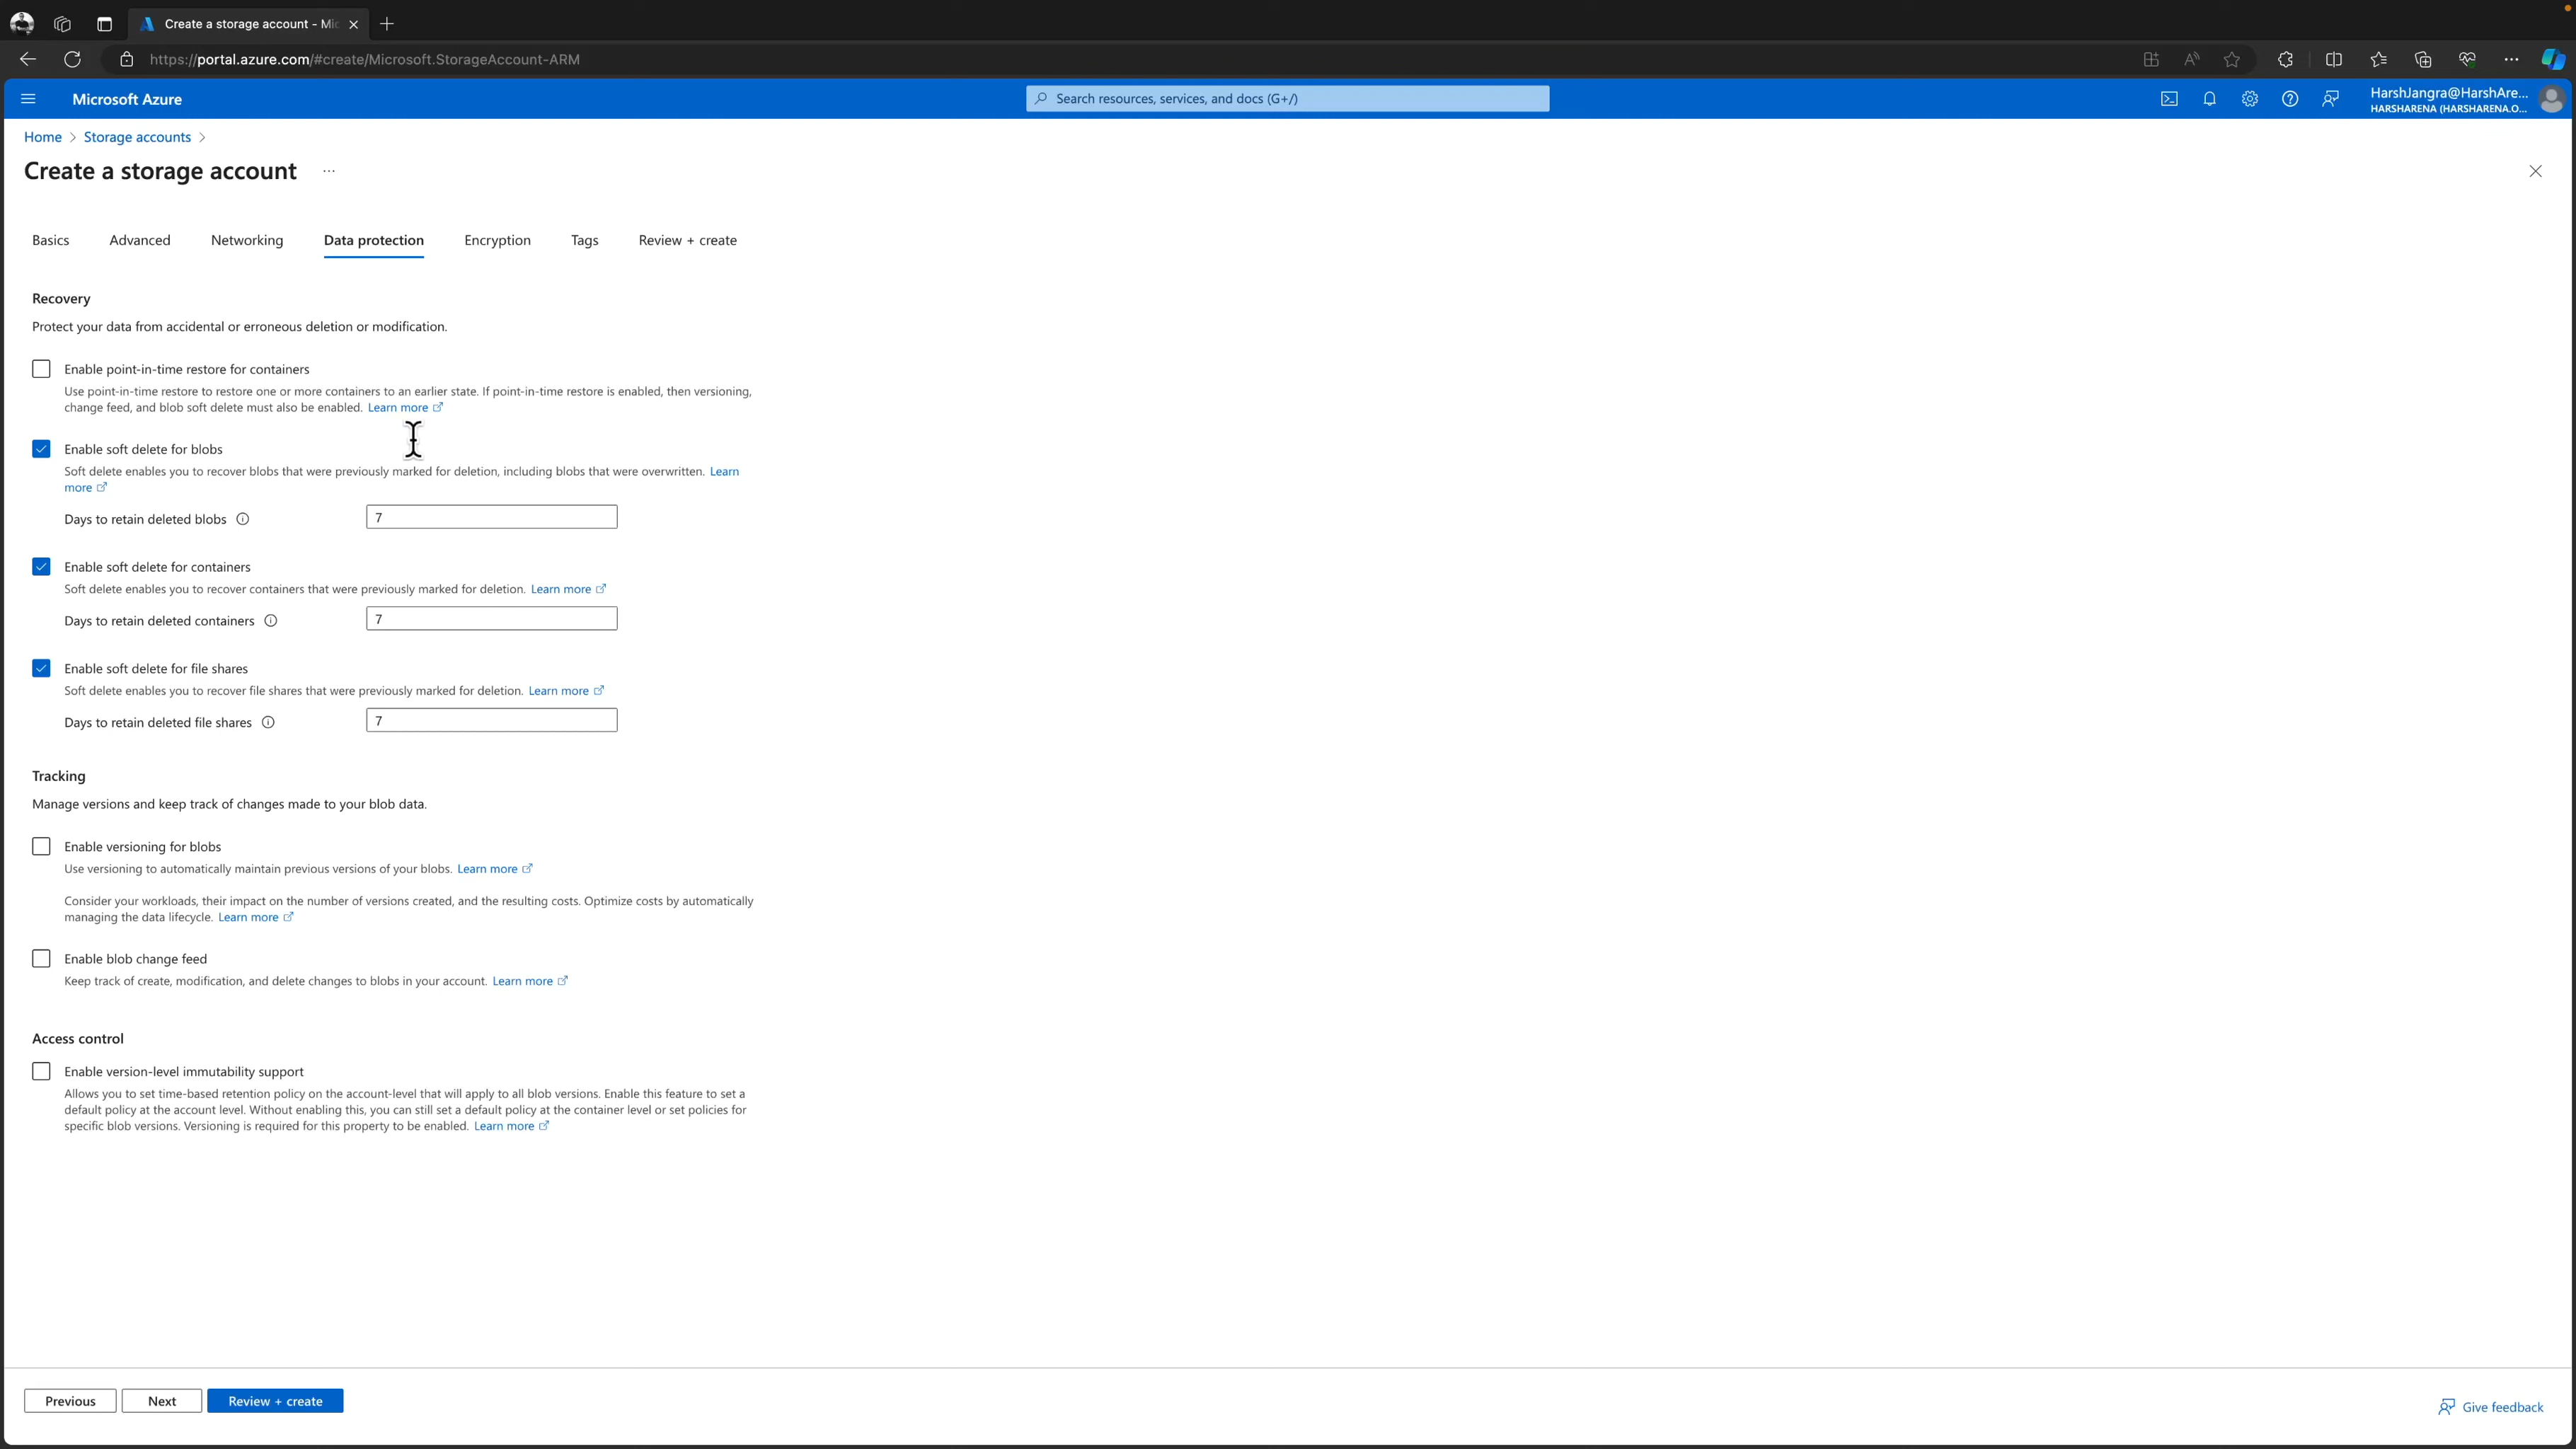 Create a storage account - Mic
https://portal.azure.com/#create/Microsoft.StorageAccount-ARM
Microsoft Azure
Search resources, services, and docs (G+/)
HarshJangra@HarshAre...
HARSHARENA (HARSHARENA.O...
Home > Storage accounts >
Create a storage account ...
Basics Advanced Networking Data protection Encryption Tags Review + create
Recovery
Protect your data from accidental or erroneous deletion or modification.
Enable point-in-time restore for containers
Use point-in-time restore to restore one or more containers to an earlier state. If point-in-time restore is enabled, then versioning,
change feed, and blob soft delete must also be enabled. Learn more
Enable soft delete for blobs
Soft delete enables you to recover blobs that were previously marked for deletion, including blobs that were overwritten. Learn
more
Days to retain deleted blobs 7
Enable soft delete for containers
Soft delete enables you to recover containers that were previously marked for deletion. Learn more
Days to retain deleted containers 7
Enable soft delete for file shares
Soft delete enables you to recover file shares that were previously marked for deletion. Learn more
Days to retain deleted file shares 7
Tracking
Manage versions and keep track of changes made to your blob data.
Enable versioning for blobs
Use versioning to automatically maintain previous versions of your blobs. Learn more
Consider your workloads, their impact on the number of versions created, and the resulting costs. Optimize costs by automatically
managing the data lifecycle. Learn more
Enable blob change feed
Keep track of create, modification, and delete changes to blobs in your account. Learn more
Access control
Enable version-level immutability support
Allows you to set time-based retention policy on the account-level that will apply to all blob versions. Enable this feature to set a
default policy at the account level. Without enabling this, you can still set a default policy at the container level or set policies for
specific blob versions. Versioning is required for this property to be enabled. Learn more
Previous Next Review + create
Give feedback